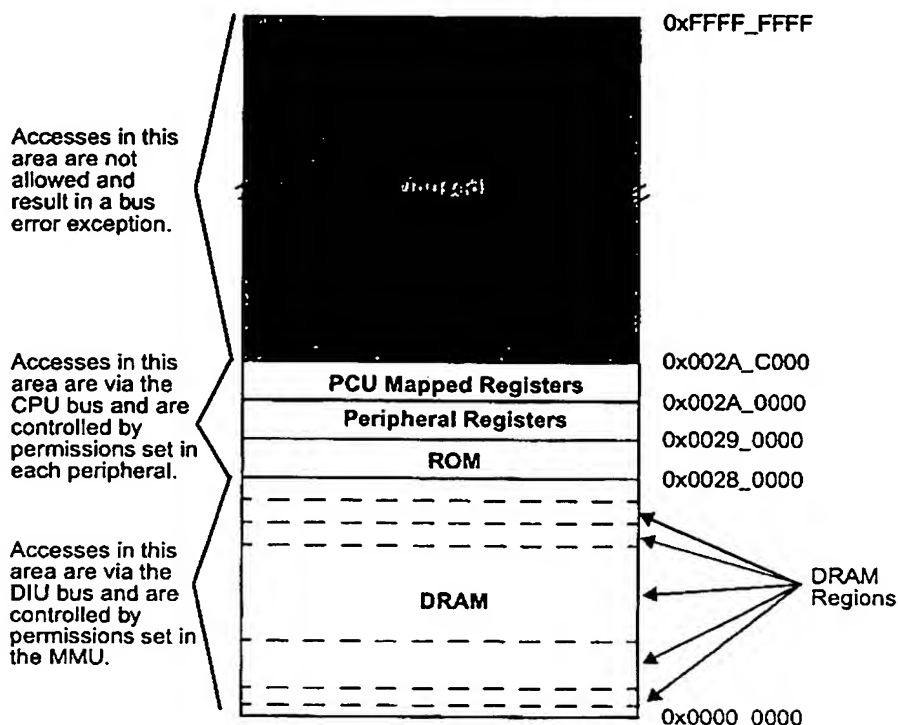 0xFFFF_FFFF
Accesses in this
area are not
allowed and
result in a bus
error exception.
0x002A_C000
Accesses in this
area are via the
CPU bus and are
controlled by
permissions set in
each peripheral.
PCU Mapped Registers
0x002A_0000
Peripheral Registers
0x0029_0000
ROM
0x0028_0000
Accesses in this
area are via the
DIU bus and are
controlled by
permissions set in
the MMU.
DRAM
DRAM
Regions
0x0000_0000